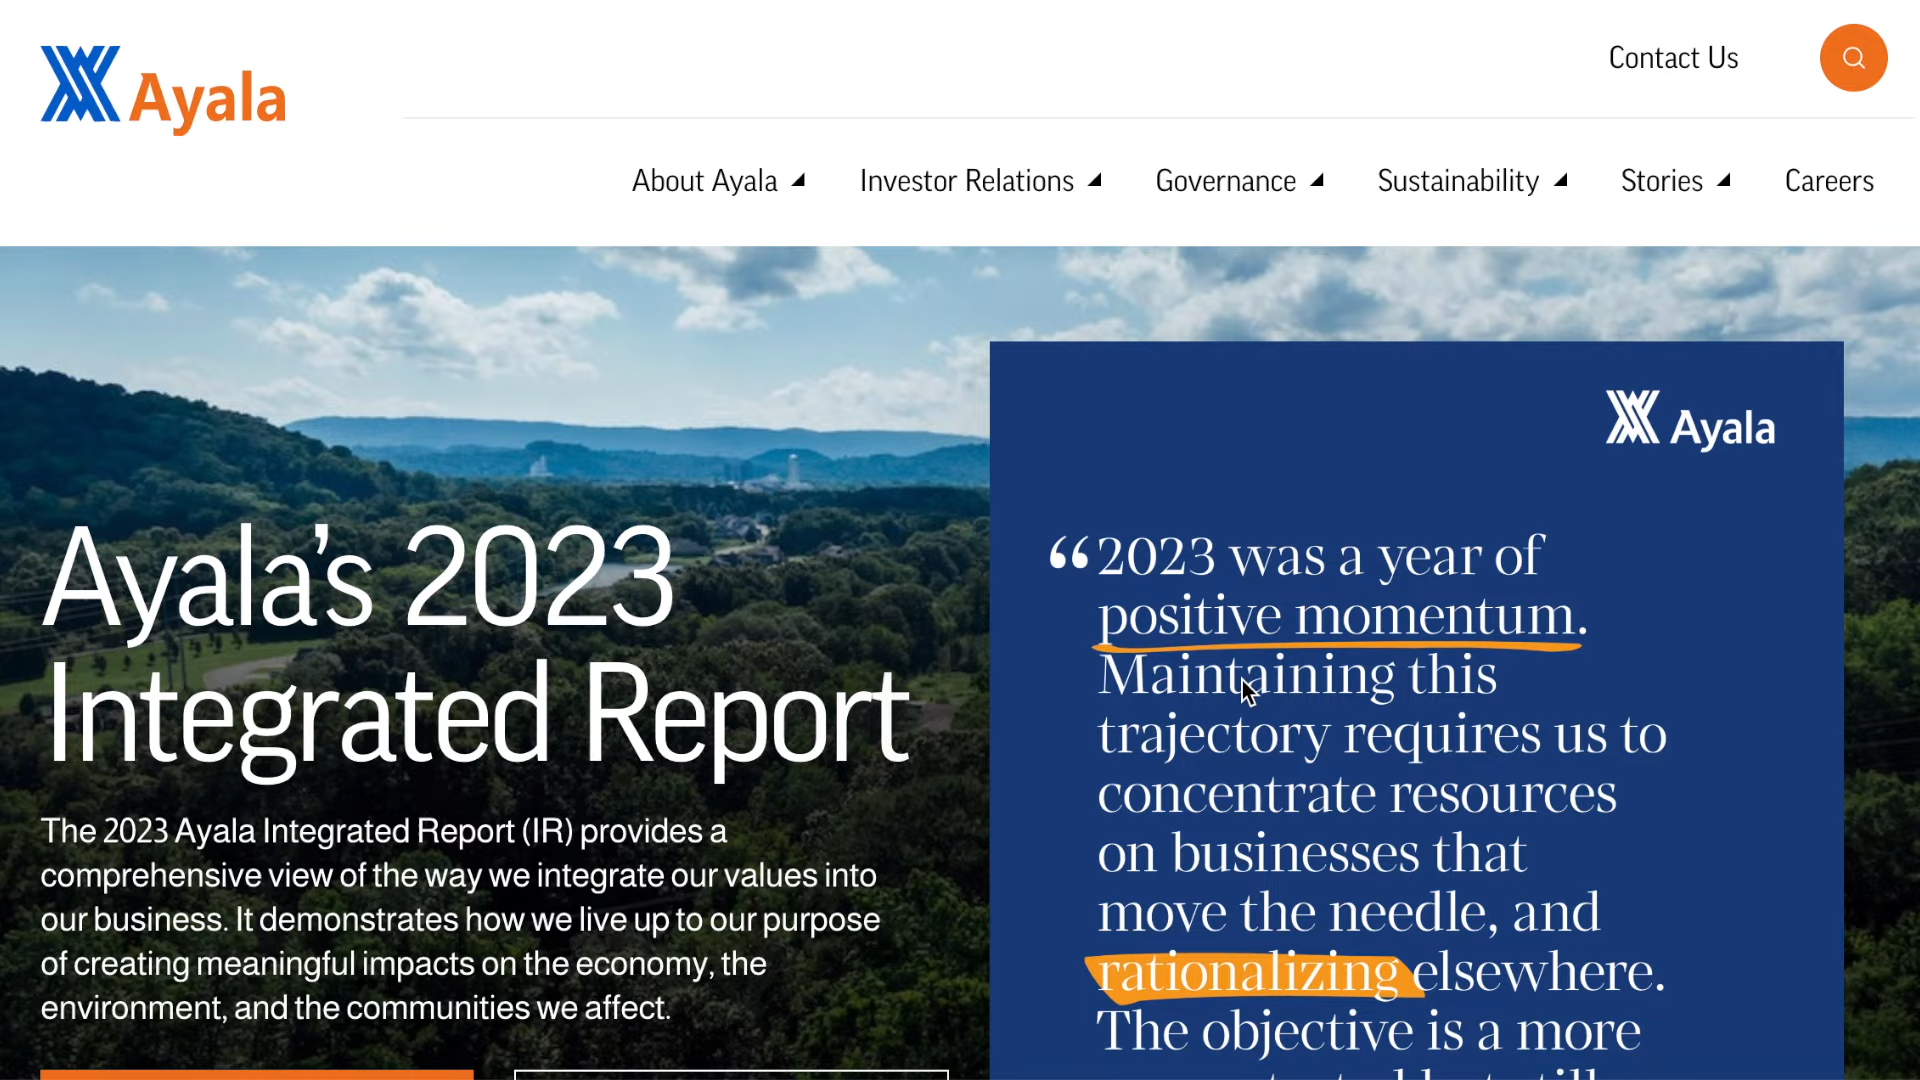 Ayala
Contact Us
About Ayala
Investor Relations
Governance
Sustainability
Stories
Careers
Ayala’s 2023
Integrated Report
The 2023 Ayala Integrated Report (IR) provides a
comprehensive view of the way we integrate our values into
our business. It demonstrates how we live up to our purpose
of creating meaningful impacts on the economy, the
environment, and the communities we affect.
Ayala
“2023 was a year of
positive momentum.
Maintaining this
trajectory requires us to
concentrate resources
on businesses that
move the needle, and
rationalizing elsewhere.
The objective is a more